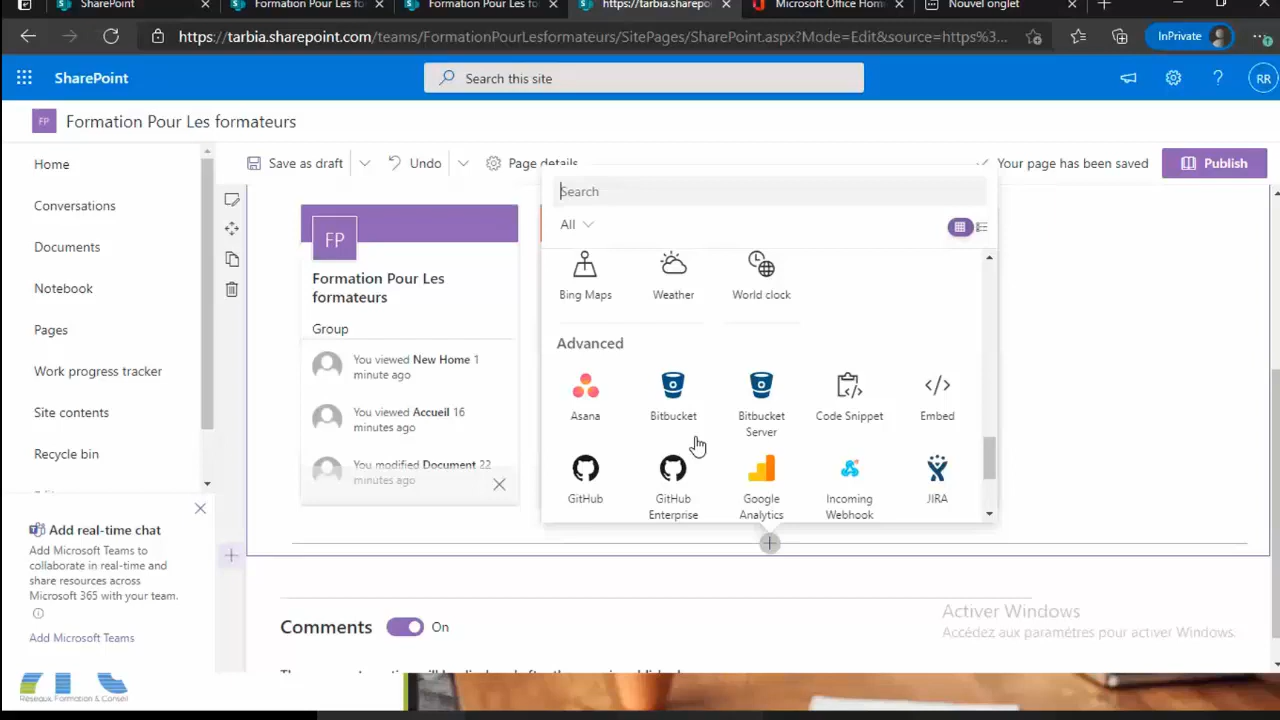 SharePoint
Formation Pour Les fo
Formation Pour Les fo
https://tarbia.sharepoi
Microsoft Office Hom
Nouvel onglet
https://tarbia.sharepoint.com/teams/FormationPourLesformateurs/SitePages/SharePoint.aspx?Mode=Edit&source=https%3...
InPrivate
SharePoint
Search this site
RR
FP
Formation Pour Les formateurs
Home
Conversations
Documents
Notebook
Pages
Work progress tracker
Site contents
Recycle bin
Save as draft
Undo
Page details
Your page has been saved
Publish
FP
Formation Pour Les
formateurs
Group
You viewed New Home 1
minute ago
You viewed Accueil 16
minutes ago
You modified Document 22
minutes ago
Search
All
Bing Maps
Weather
World clock
Advanced
Asana
Bitbucket
Bitbucket
Server
Code Snippet
Embed
GitHub
GitHub
Enterprise
Google
Analytics
Incoming
Webhook
JIRA
Add real-time chat
Add Microsoft Teams to
collaborate in real-time and
share resources across
Microsoft 365 with your team.
Add Microsoft Teams
Comments
On
Activer Windows
Accédez aux paramètres pour activer Windows.
Réseaux, Formation & Conseil